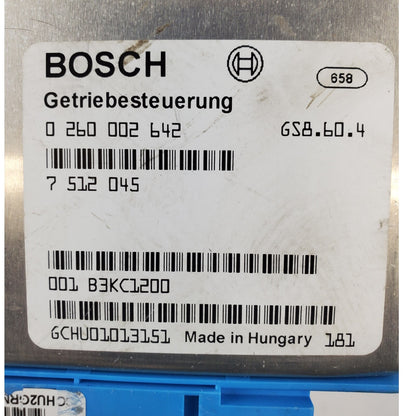 BOSCH 658
Getriebesteuerung
0 260 002 642 GS8.60.4
7 512 045
001 B3KC1200
GCHU01013151 Made in Hungary 181